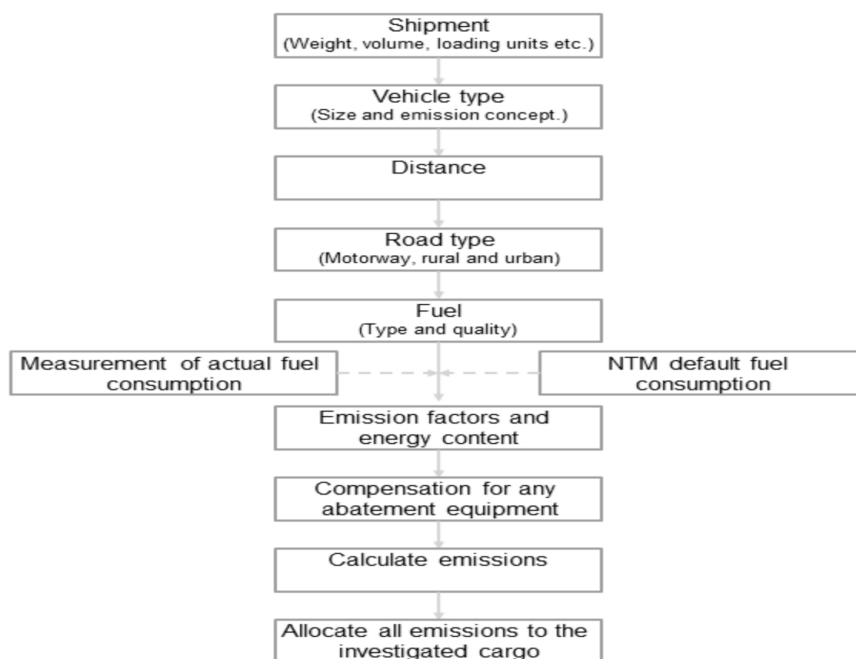 Shipment
(Weight, volume, loading units etc.)
Vehicle type
(Size and emission concept.)
Distance
Road type
(Motorway, rural and urban)
Fuel
(Type and quality)
Measurement of actual fuel
consumption
NTM default fuel
consumption
Emission factors and
energy content
Compensation for any
abatement equipment
Calculate emissions
Allocate all emissions to the
investigated cargo